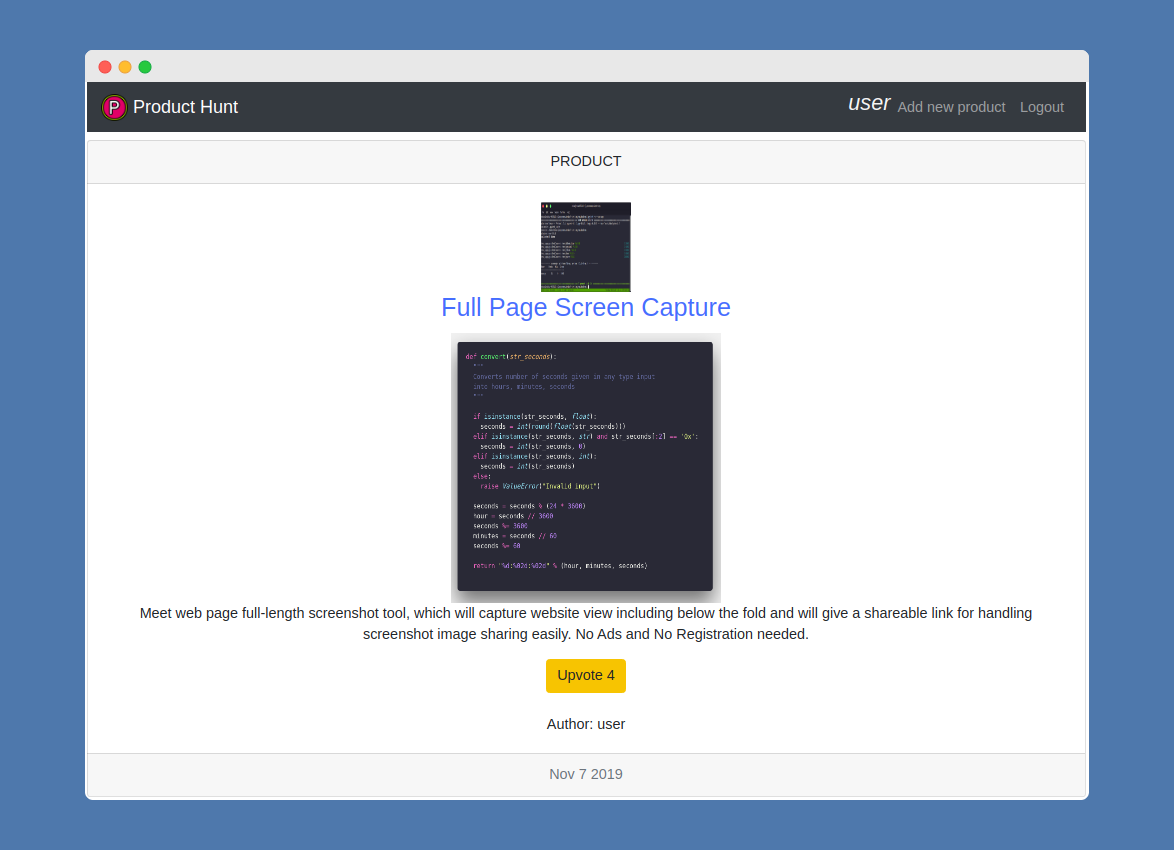 P Product Hunt
user Add new product Logout
PRODUCT
Full Page Screen Capture
def convert(str_seconds):
"""
Converts number of seconds given in any type input
into hours, minutes, seconds
"""
if isinstance(str_seconds, float):
seconds = int(round(float(str_seconds)))
elif isinstance(str_seconds, str) and str_seconds[:2] == '0x':
seconds = int(str_seconds, 0)
elif isinstance(str_seconds, int):
seconds = int(str_seconds)
else:
raise ValueError("Invalid input")
seconds = seconds % (24 * 3600)
hour = seconds // 3600
seconds %= 3600
minutes = seconds // 60
seconds %= 60
return "%d:%02d:%02d" % (hour, minutes, seconds)
Meet web page full-length screenshot tool, which will capture website view including below the fold and will give a shareable link for handling
screenshot image sharing easily. No Ads and No Registration needed.
Upvote 4
Author: user
Nov 7 2019